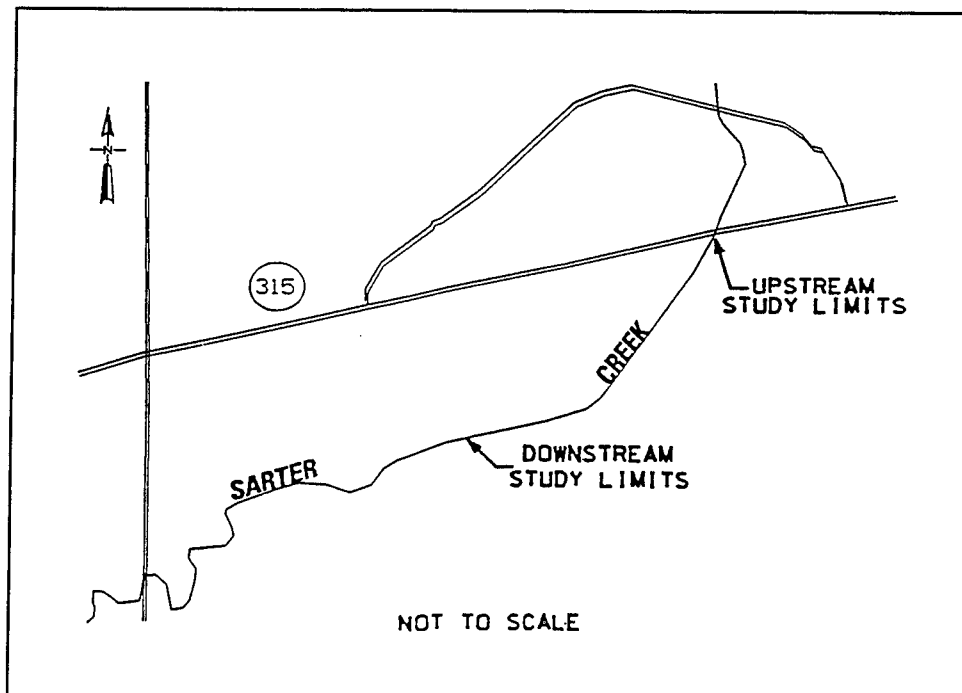 N
315
UPSTREAM
STUDY LIMITS
CREEK
DOWNSTREAM
STUDY LIMITS
SARTER
NOT TO SCALE